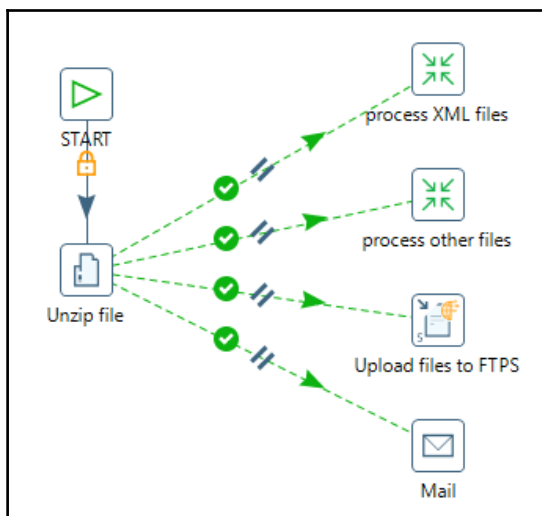 process XML files
START
process other files
Unzip file
S
Upload files to FTPS
Mail